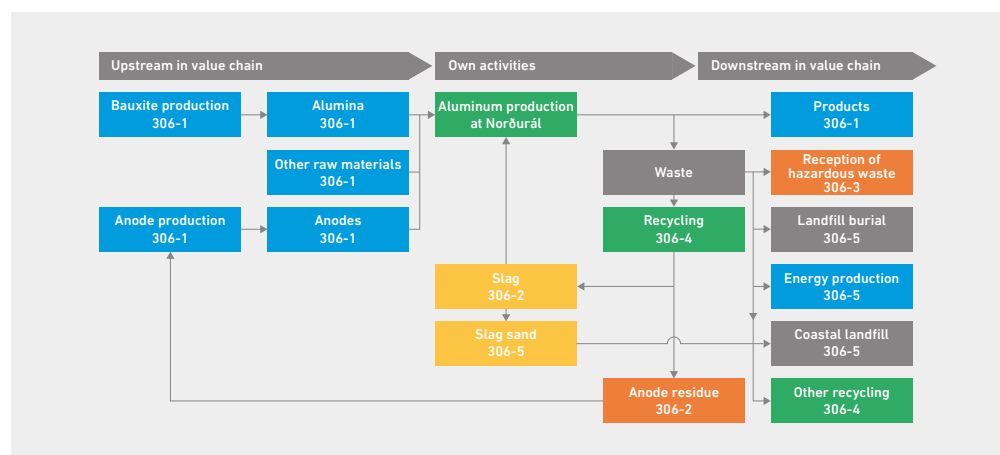 Upstream in value chain
Own activities
Downstream in value chain
Bauxite production
306-1
Alumina
306-1
Aluminum production
at Norðurál
Products
306-1
Other raw materials
306-1
Waste
Reception of
hazardous waste
306-3
Anode production
306-1
Anodes
306-1
Recycling
306-4
Landfill burial
306-5
Slag
306-2
Energy production
306-5
Slag sand
306-5
Coastal landfill
306-5
Anode residue
306-2
Other recycling
306-4